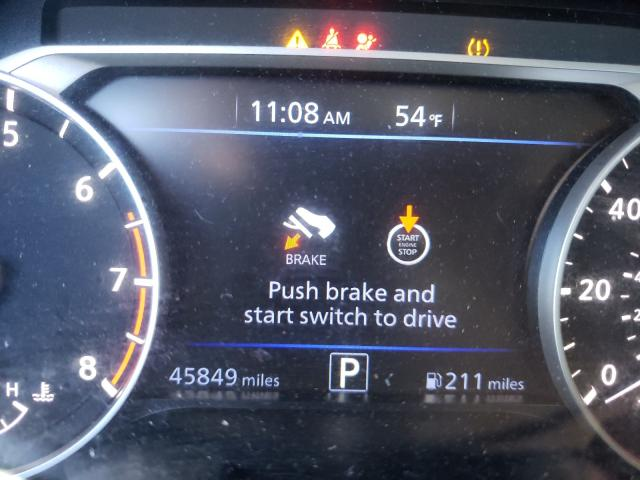 11:08 AM 54°F
5
6
40
START
ENGINE
STOP
BRAKE
7
20
Push brake and
start switch to drive
8
45849 miles P 211 miles
0
H